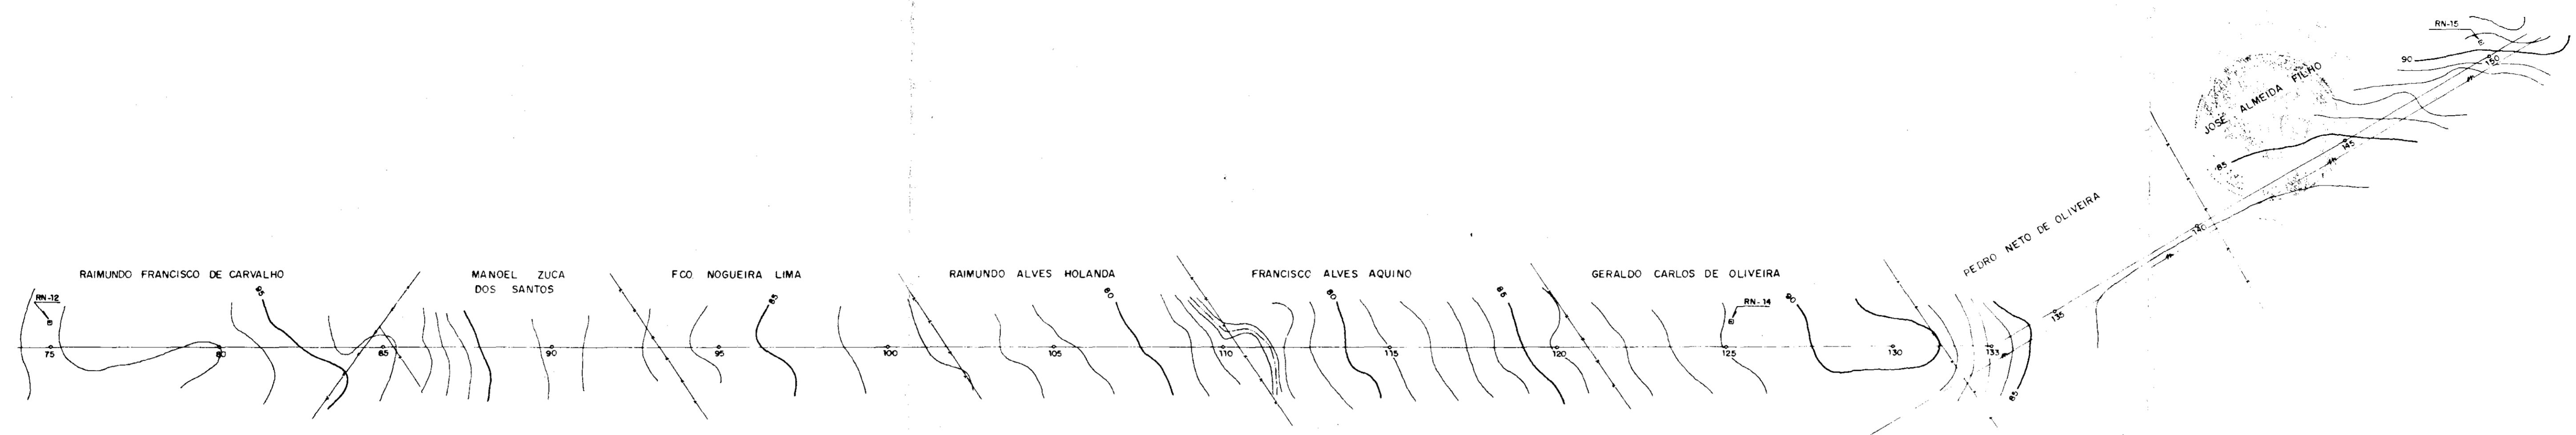 RN-15
90
150
JOSÉ ALMEIDA FILHO
145
85
PEDRO NETO DE OLIVEIRA
140
135
RAIMUNDO FRANCISCO DE CARVALHO
MANOEL ZUCA
DOS SANTOS
FCO. NOGUEIRA LIMA
RAIMUNDO ALVES HOLANDA
FRANCISCO ALVES AQUINO
GERALDO CARLOS DE OLIVEIRA
RN-12
85
85
80
80
85
RN-14
90
75
80
85
90
95
100
105
110
115
120
125
130
133
85